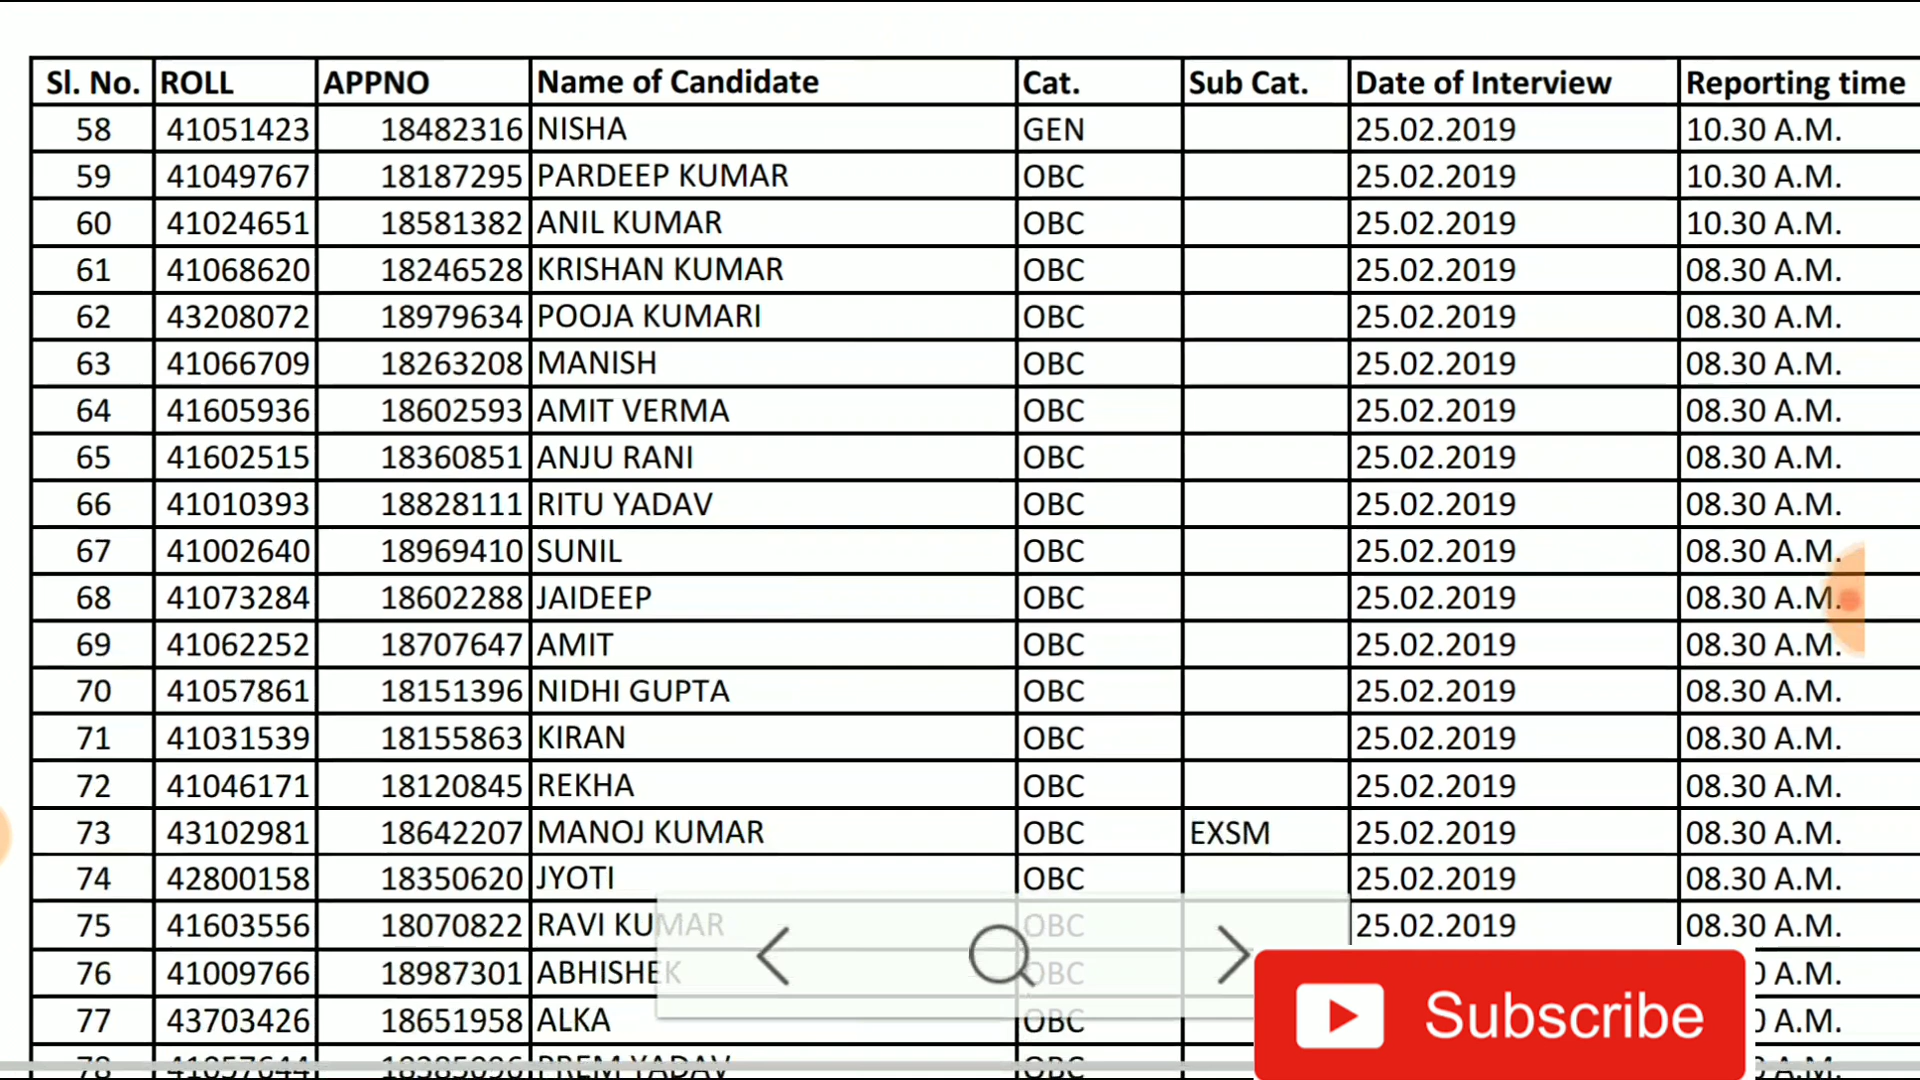 Sl. No. ROLL APPNO Name of Candidate Cat. Sub Cat. Date of Interview Reporting time
58 41051423 18482316 NISHA GEN 25.02.2019 10.30 A.M.
59 41049767 18187295 PARDEEP KUMAR OBC 25.02.2019 10.30 A.M.
60 41024651 18581382 ANIL KUMAR OBC 25.02.2019 10.30 A.M.
61 41068620 18246528 KRISHAN KUMAR OBC 25.02.2019 08.30 A.M.
62 43208072 18979634 POOJA KUMARI OBC 25.02.2019 08.30 A.M.
63 41066709 18263208 MANISH OBC 25.02.2019 08.30 A.M.
64 41605936 18602593 AMIT VERMA OBC 25.02.2019 08.30 A.M.
65 41602515 18360851 ANJU RANI OBC 25.02.2019 08.30 A.M.
66 41010393 18828111 RITU YADAV OBC 25.02.2019 08.30 A.M.
67 41002640 18969410 SUNIL OBC 25.02.2019 08.30 A.M.
68 41073284 18602288 JAIDEEP OBC 25.02.2019 08.30 A.M.
69 41062252 18707647 AMIT OBC 25.02.2019 08.30 A.M.
70 41057861 18151396 NIDHI GUPTA OBC 25.02.2019 08.30 A.M.
71 41031539 18155863 KIRAN OBC 25.02.2019 08.30 A.M.
72 41046171 18120845 REKHA OBC 25.02.2019 08.30 A.M.
73 43102981 18642207 MANOJ KUMAR OBC EXSM 25.02.2019 08.30 A.M.
74 42800158 18350620 JYOTI OBC 25.02.2019 08.30 A.M.
75 41603556 18070822 RAVI KUMAR OBC 25.02.2019 08.30 A.M.
76 41009766 18987301 ABHISHEK OBC A.M.
77 43703426 18651958 ALKA OBC A.M.
78 PREM YADAV OBC A.M.
Subscribe